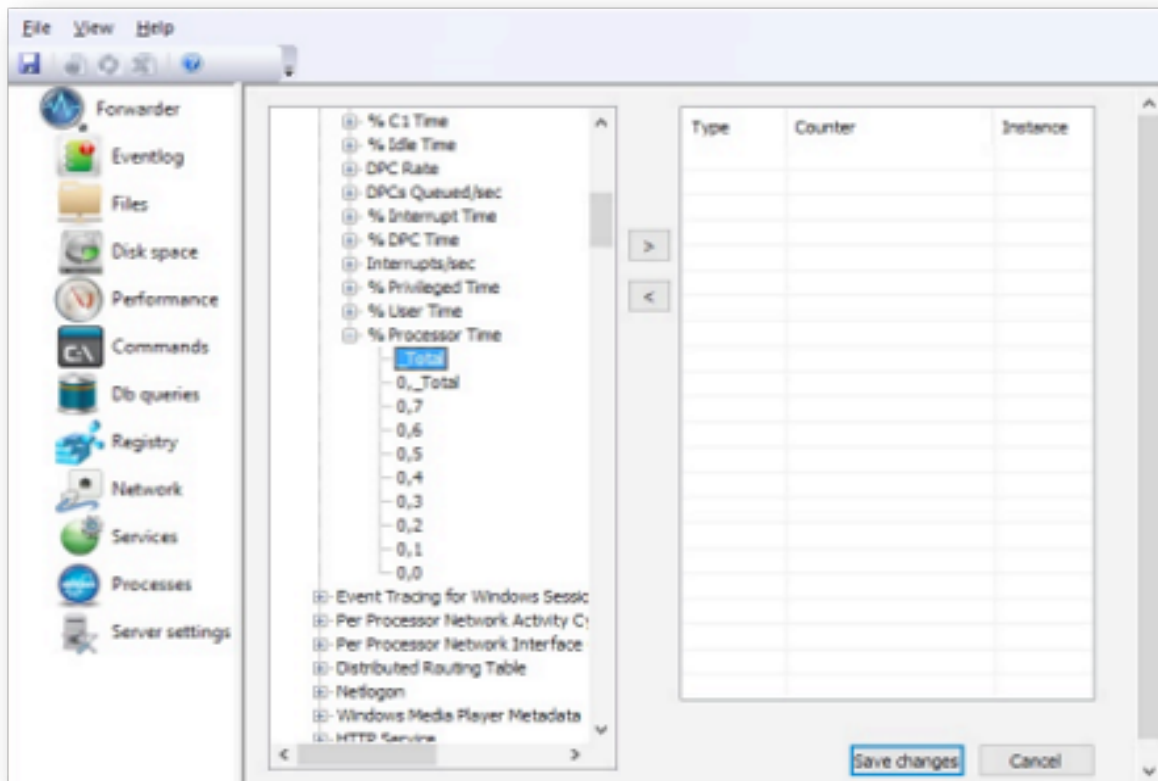 File View Help
Forwarder
Eventlog
Files
Disk space
Performance
C:\
Commands
Db queries
Registry
Network
Services
Processes
Server settings
% C1 Time
% Idle Time
DPC Rate
DPCs Queued/sec
% Interrupt Time
% DPC Time
Interrupts/sec
% Privileged Time
% User Time
% Processor Time
_Total
0,_Total
0,7
0,6
0,5
0,4
0,3
0,2
0,1
0,0
Event Tracing for Windows Sessic
Per Processor Network Activity Cy
Per Processor Network Interface
Distributed Routing Table
Netlogon
Windows Media Player Metadata
HTTP Service
>
<
Type Counter Instance
Save changes Cancel